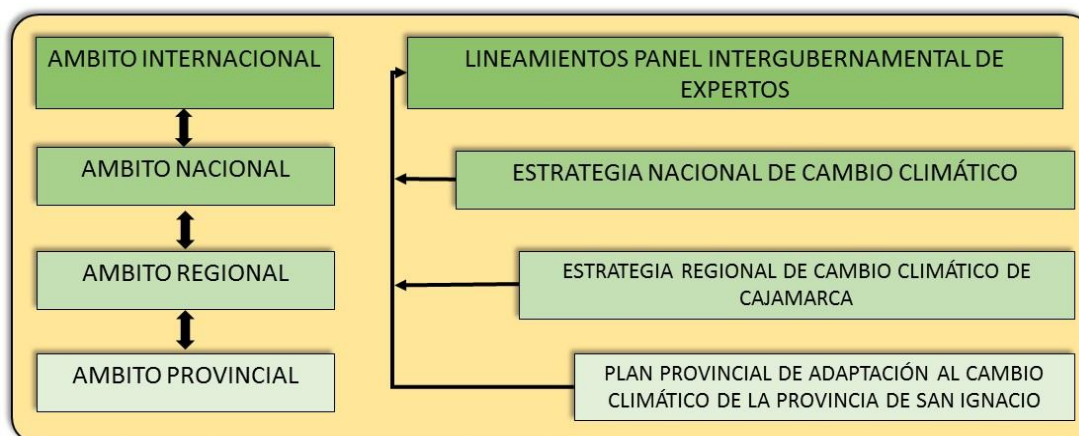 AMBITO INTERNACIONAL
LINEAMIENTOS PANEL INTERGUBERNAMENTAL DE
EXPERTOS
AMBITO NACIONAL
ESTRATEGIA NACIONAL DE CAMBIO CLIMÁTICO
AMBITO REGIONAL
ESTRATEGIA REGIONAL DE CAMBIO CLIMÁTICO DE
CAJAMARCA
AMBITO PROVINCIAL
PLAN PROVINCIAL DE ADAPTACIÓN AL CAMBIO
CLIMÁTICO DE LA PROVINCIA DE SAN IGNACIO